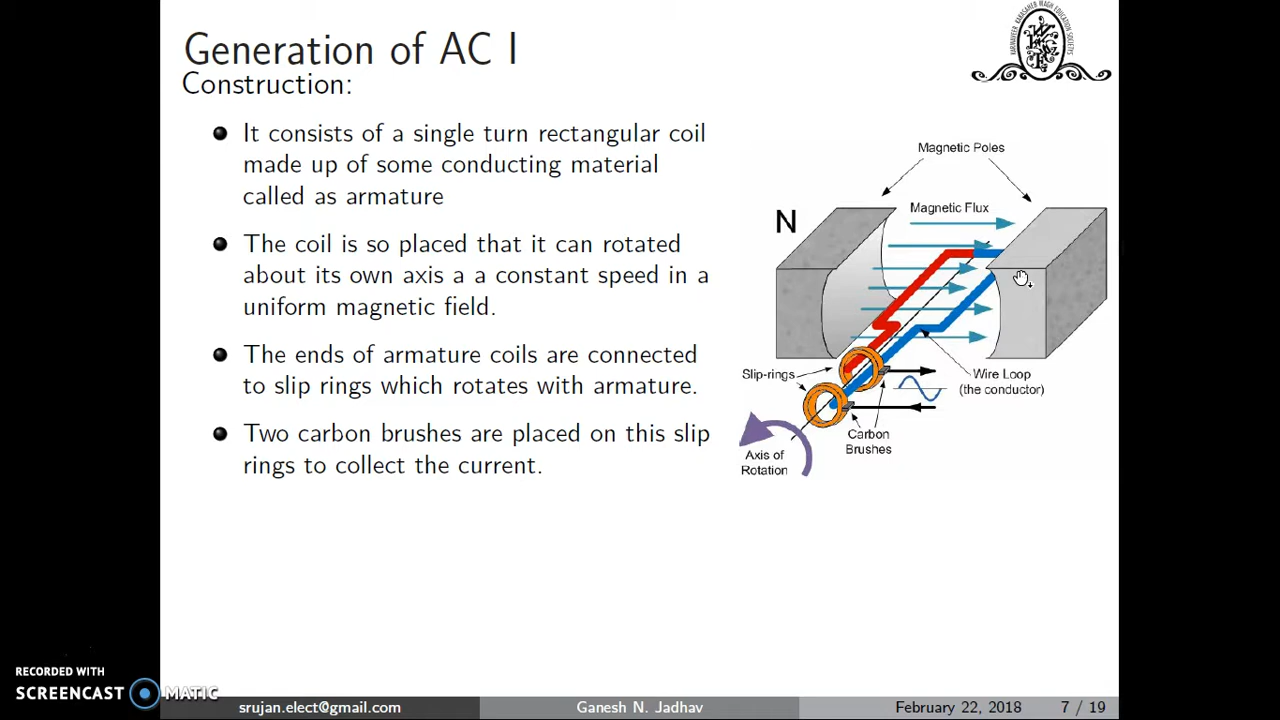 Generation of AC I
Construction:
It consists of a single turn rectangular coil
made up of some conducting material
called as armature
The coil is so placed that it can rotated
about its own axis a a constant speed in a
uniform magnetic field.
The ends of armature coils are connected
to slip rings which rotates with armature.
Two carbon brushes are placed on this slip
rings to collect the current.
Magnetic Poles
N
Magnetic Flux
Slip-rings
Wire Loop
(the conductor)
Carbon
Brushes
Axis of
Rotation
RECORDED WITH
SCREENCAST MATIC
srujan.elect@gmail.com
Ganesh N. Jadhav
February 22, 2018
7 / 19